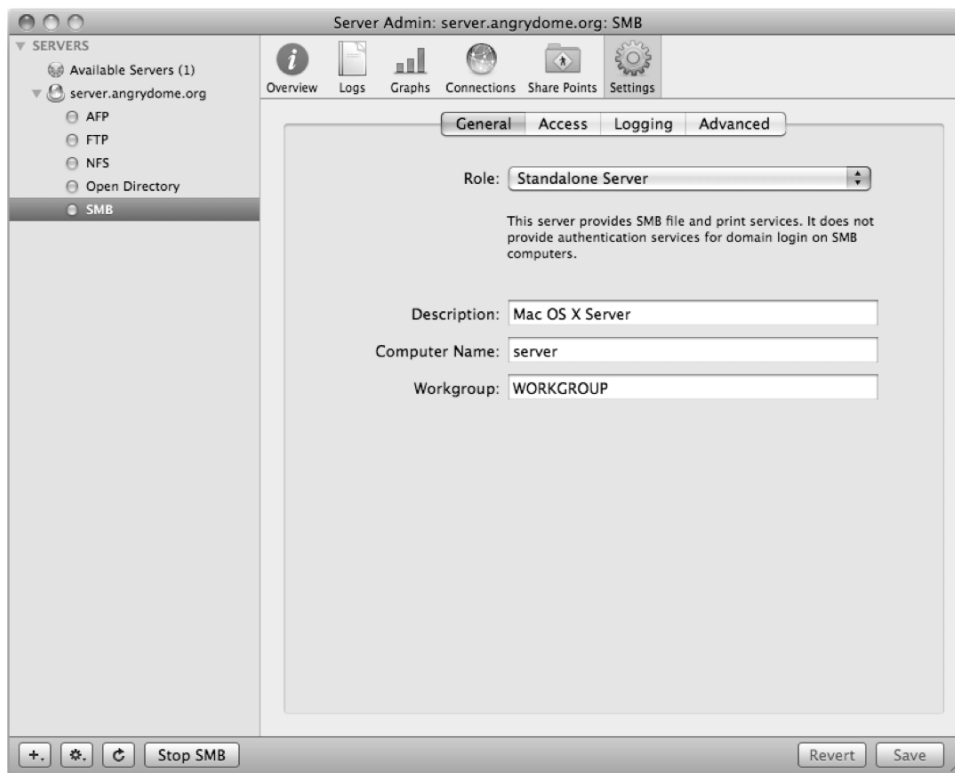 Server Admin: server.angrydome.org: SMB
SERVERS
Available Servers (1)
server.angrydome.org
AFP
FTP
NFS
Open Directory
SMB
Overview Logs Graphs Connections Share Points Settings
General Access Logging Advanced
Role: Standalone Server
This server provides SMB file and print services. It does not
provide authentication services for domain login on SMB
computers.
Description: Mac OS X Server
Computer Name: server
Workgroup: WORKGROUP
Stop SMB
Revert Save